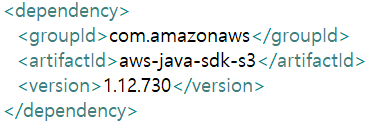 <dependency>
<groupId>com.amazonaws</groupId>
<artifactId>aws-java-sdk-s3</artifactId>
<version>1.12.730</version>
</dependency>